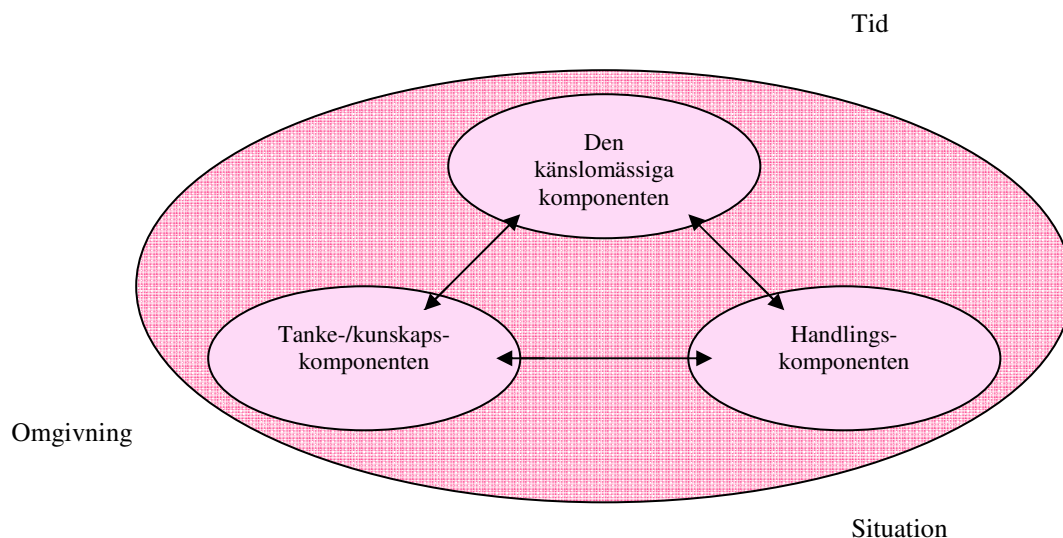 Tid
Den
känslomässiga
komponenten
Tanke-/kunskaps-
komponenten
Handlings-
komponenten
Omgivning
Situation